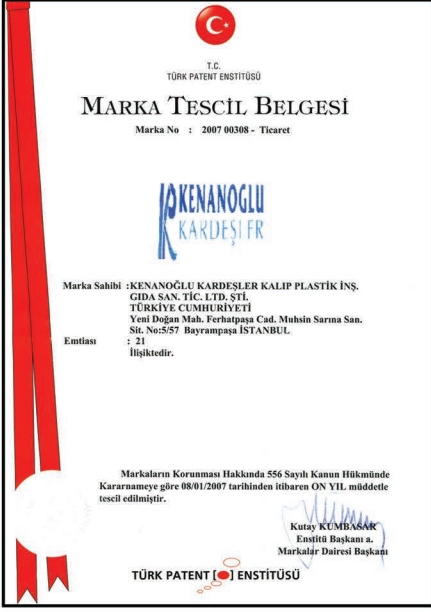 T.C.
TÜRK PATENT ENSTİTÜSÜ
MARKA TESCİL BELGESİ
Marka No : 2007 00308 - Ticaret
KENANOGLU
KARDEŞLER
Marka Sahibi :KENANOĞLU KARDEŞLER KALIP PLASTİK İNŞ.
GIDA SAN. TİC. LTD. ŞTİ.
TÜRKİYE CUMHURİYETİ
Yeni Doğan Mah. Ferhatpaşa Cad. Muhsin Sarına San.
Sit. No:5/57 Bayrampaşa İSTANBUL
Emtiası : 21
İlişiktedir.
Markaların Korunması Hakkında 556 Sayılı Kanun Hükmünde
Kararnameye göre 08/01/2007 tarihinden itibaren ON YIL müddetle
tescil edilmiştir.
Kutay KUMBASAR
Enstitü Başkanı a.
Markalar Dairesi Başkanı
TÜRK PATENT [ ] ENSTİTÜSÜ